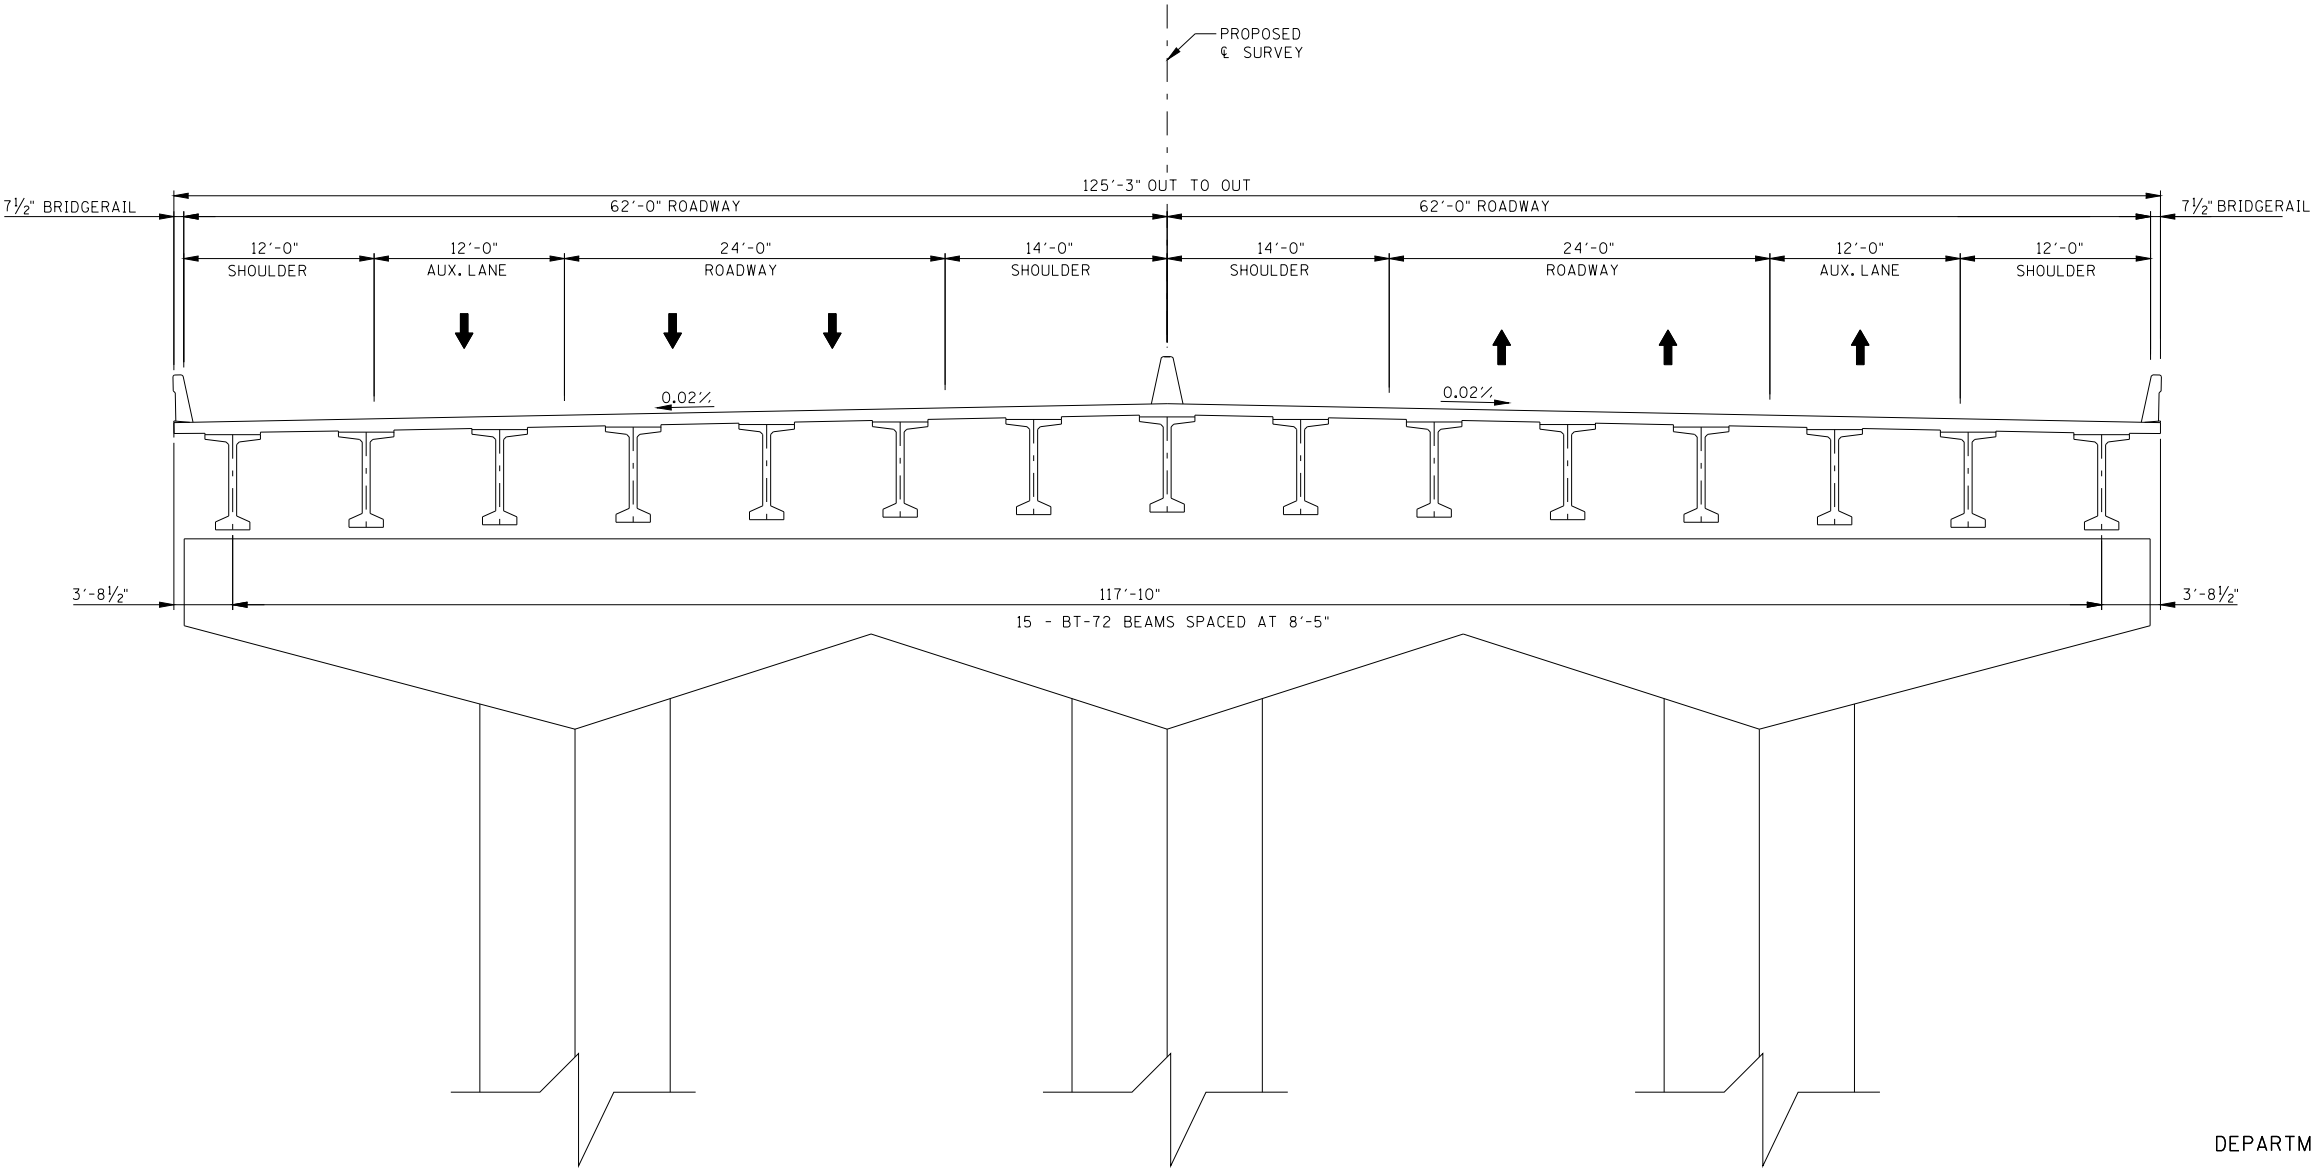 PROPOSED
℄ SURVEY
125'-3" OUT TO OUT
7½" BRIDGERAIL
62'-0" ROADWAY
62'-0" ROADWAY
7½" BRIDGERAIL
12'-0"
SHOULDER
12'-0"
AUX. LANE
24'-0"
ROADWAY
14'-0"
SHOULDER
14'-0"
SHOULDER
24'-0"
ROADWAY
12'-0"
AUX. LANE
12'-0"
SHOULDER
0.02%
0.02%
3'-8½"
117'-10"
3'-8½"
15 - BT-72 BEAMS SPACED AT 8'-5"
DEPARTM